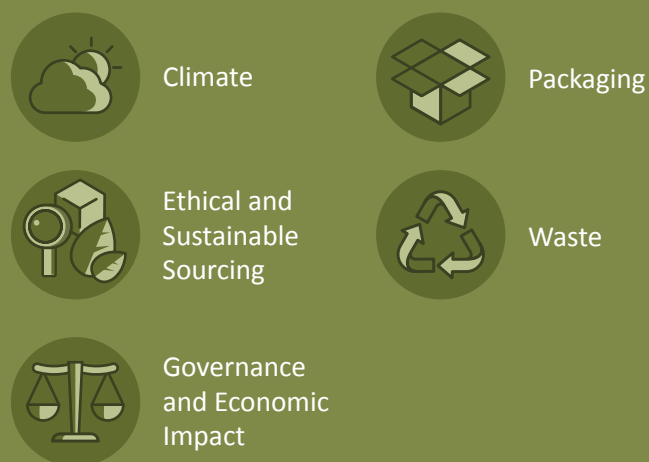 Climate
Packaging
Ethical and
Sustainable
Sourcing
Waste
Governance
and Economic
Impact